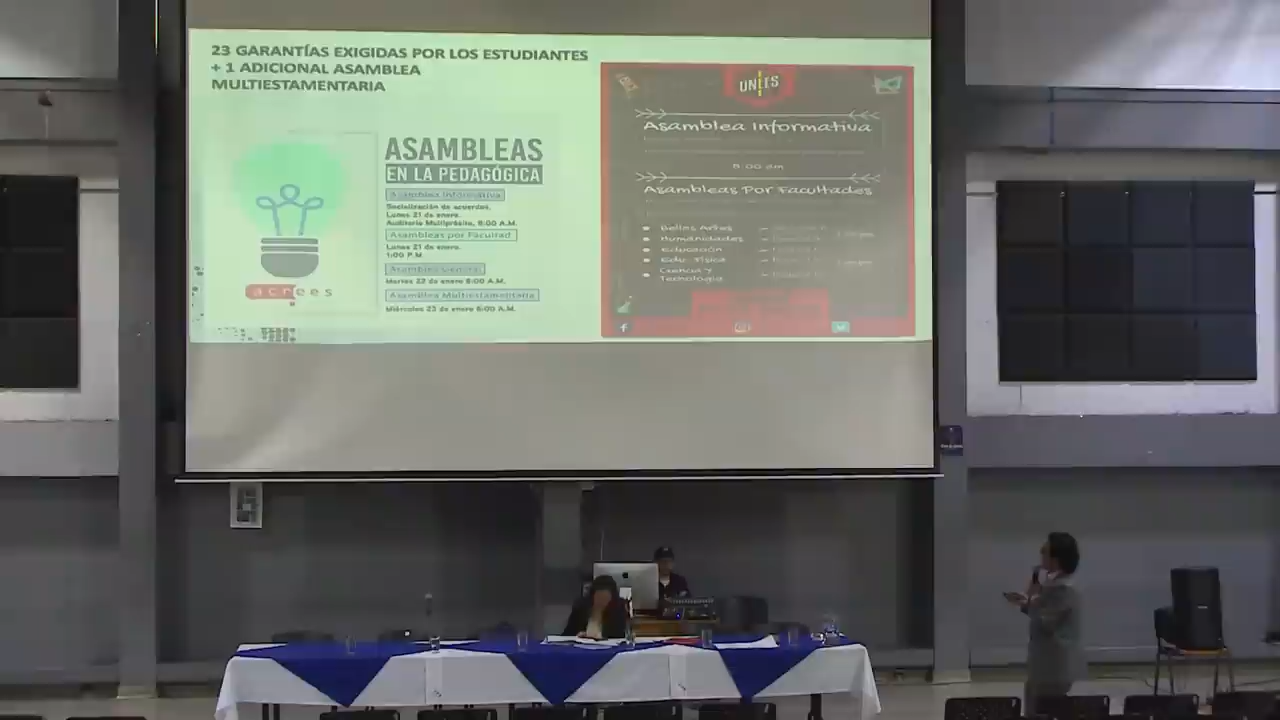 23 GARANTÍAS EXIGIDAS POR LOS ESTUDIANTES
+ 1 ADICIONAL ASAMBLEA
MULTIESTAMENTARIA
ASAMBLEAS
EN LA PEDAGÓGICA
Asamblea Informativa
Socialización de acuerdos.
Lunes 21 de enero.
Auditorio Multipropósito, 8:00 A.M.
Asambleas por Facultad
Lunes 21 de enero.
1:00 P.M
Asamblea General
Martes 22 de enero 8:00 A.M.
Asamblea Multiestamentaria
Miércoles 23 de enero 8:00 A.M.
acrees
UNEES
Asamblea Informativa
8:00 am
Asambleas Por Facultades
Bellas Artes
Humanidades
Educación
Edu. Física
Ciencia Y
Tecnología